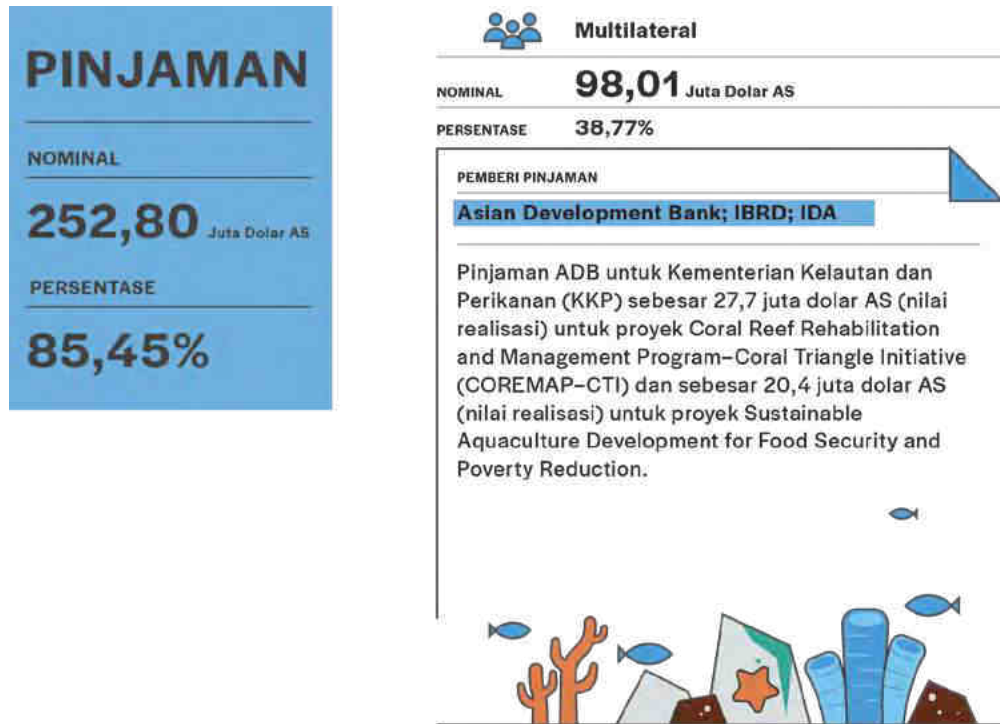 PINJAMAN
NOMINAL
252,80 Juta Dolar AS
PERSENTASE
85,45%
Multilateral
NOMINAL 98,01 Juta Dolar AS
PERSENTASE 38,77%
PEMBERI PINJAMAN
Asian Development Bank; IBRD; IDA
Pinjaman ADB untuk Kementerian Kelautan dan
Perikanan (KKP) sebesar 27,7 juta dolar AS (nilai
realisasi) untuk proyek Coral Reef Rehabilitation
and Management Program–Coral Triangle Initiative
(COREMAP–CTI) dan sebesar 20,4 juta dolar AS
(nilai realisasi) untuk proyek Sustainable
Aquaculture Development for Food Security and
Poverty Reduction.